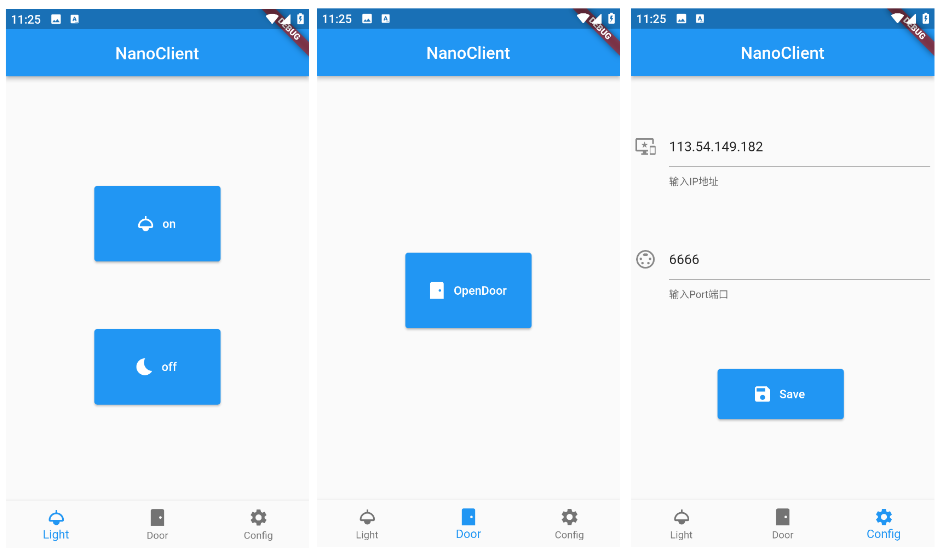 11:25
DEBUG
NanoClient
on
off
Light
Door
Config
11:25
DEBUG
NanoClient
OpenDoor
Light
Door
Config
11:25
DEBUG
NanoClient
113.54.149.182
输入IP地址
6666
输入Port端口
Save
Light
Door
Config